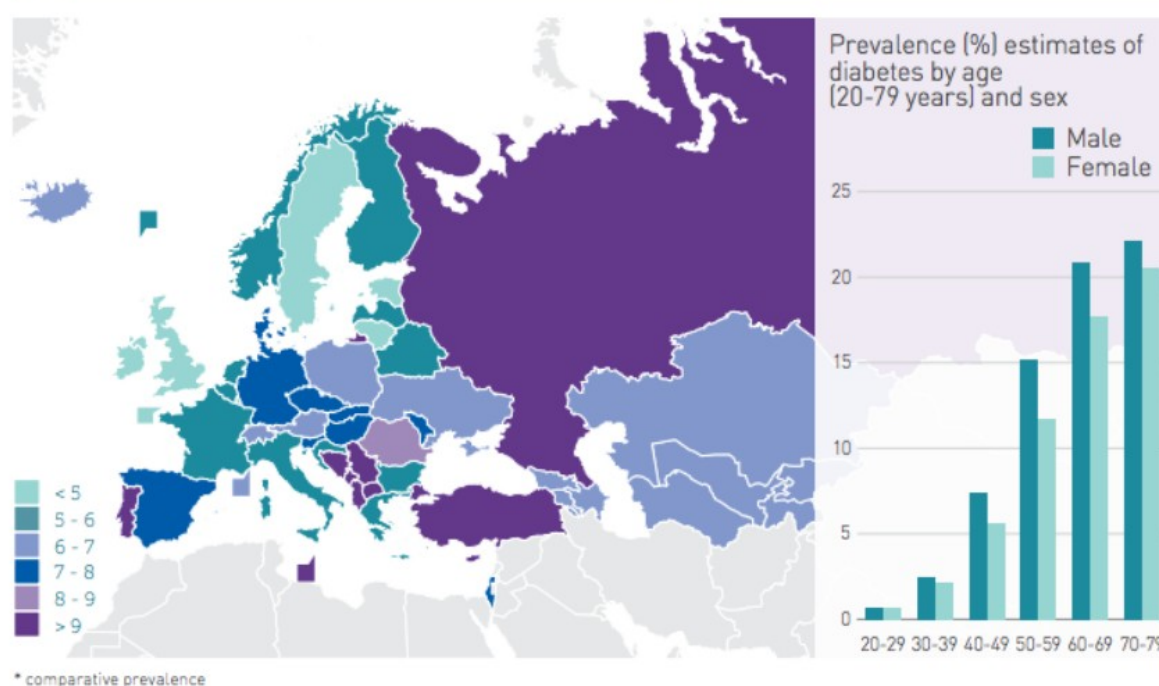 Prevalence (%) estimates of
diabetes by age
(20-79 years) and sex
Male
Female
25
20
15
10
5
0
20-29 30-39 40-49 50-59 60-69 70-79
< 5
5 - 6
6 - 7
7 - 8
8 - 9
> 9
* comparative prevalence